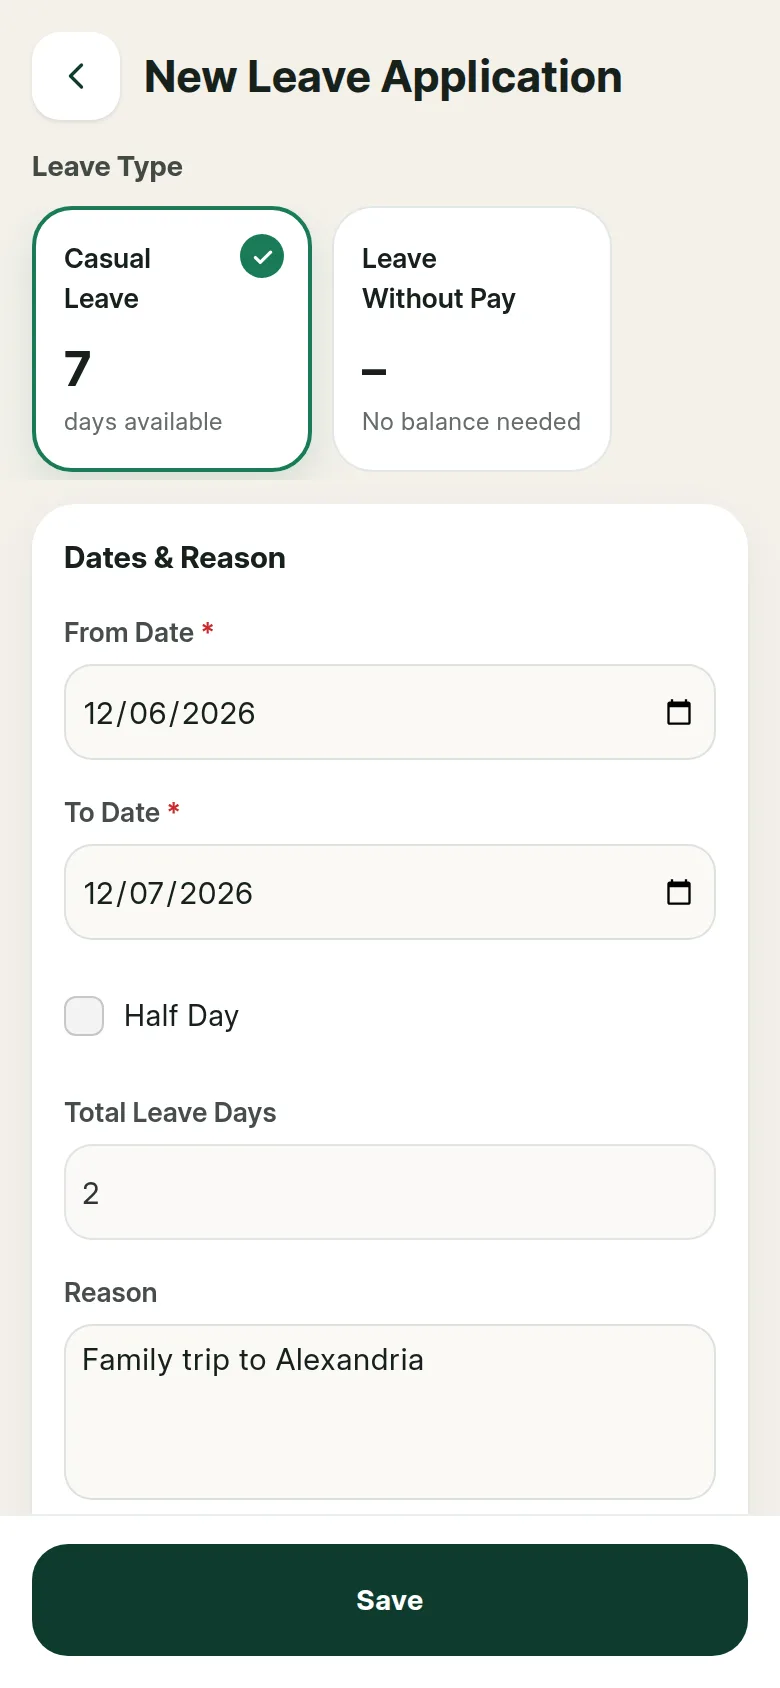 New Leave Application
Leave Type
Casual
Leave
7
days available
Leave
Without Pay
–
No balance needed
Dates & Reason
From Date *
12/06/2026
To Date *
12/07/2026
Half Day
Total Leave Days
2
Reason
Family trip to Alexandria
Save